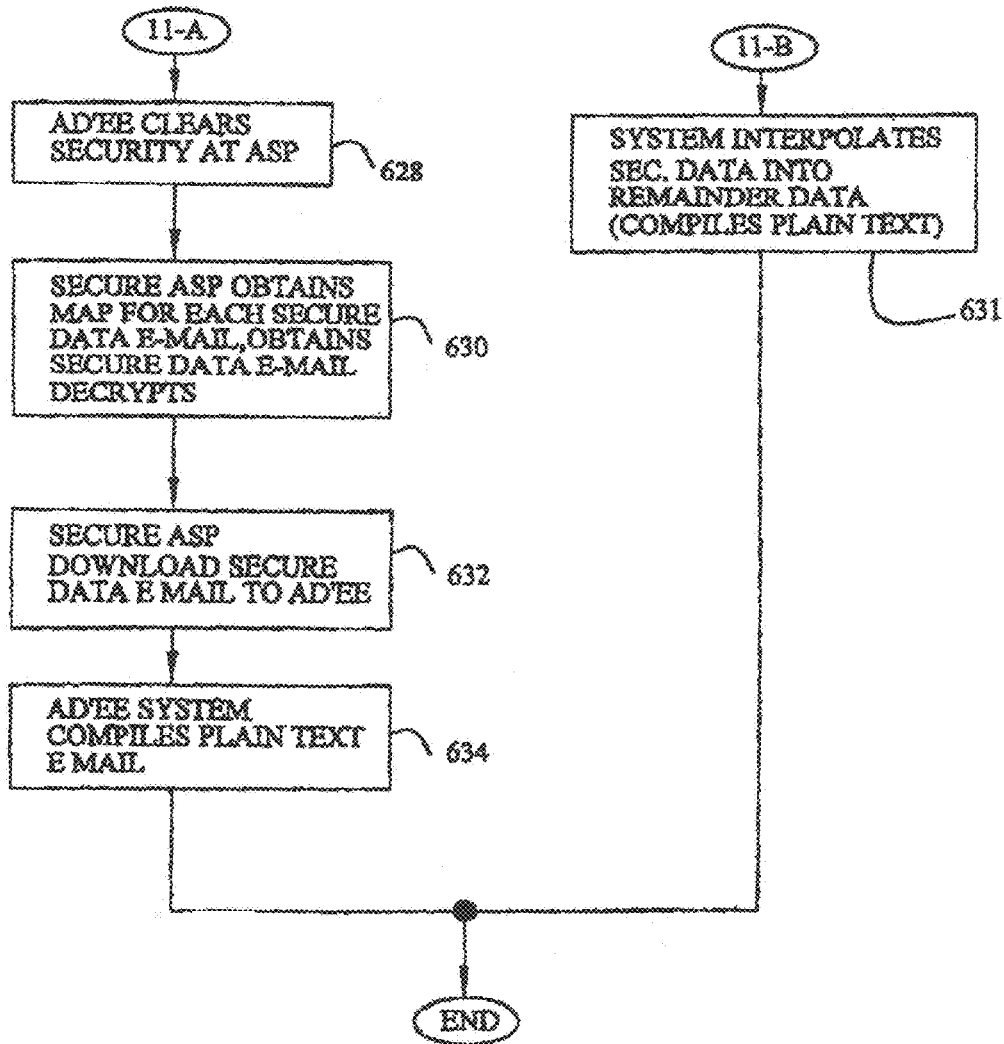 11-A
AD'EE CLEARS
SECURITY AT ASP
628
SECURE ASP OBTAINS
MAP FOR EACH SECURE
DATA E-MAIL,OBTAINS
SECURE DATA E-MAIL
DECRYPTS
630
SECURE ASP
DOWNLOAD SECURE
DATA E MAIL TO AD'EE
632
AD'EE SYSTEM
COMPILES PLAIN TEXT
E MAIL
634
11-B
SYSTEM INTERPOLATES
SEC. DATA INTO
REMAINDER DATA
(COMPILES PLAIN TEXT)
631
END